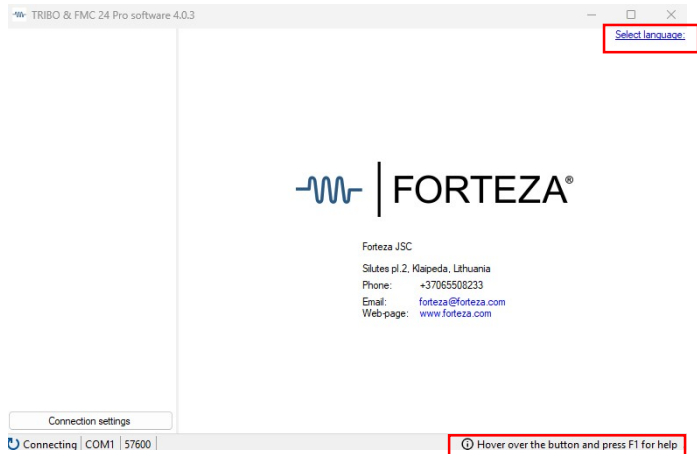 TRIBO & FMC 24 Pro software 4.0.3
Select language:
FORTEZA®
Forteza JSC
Silutes pl.2, Klaipeda, Lithuania
Phone: +37065508233
Email: forteza@forteza.com
Web-page: www.forteza.com
Connection settings
Connecting COM1 57600 Hover over the button and press F1 for help